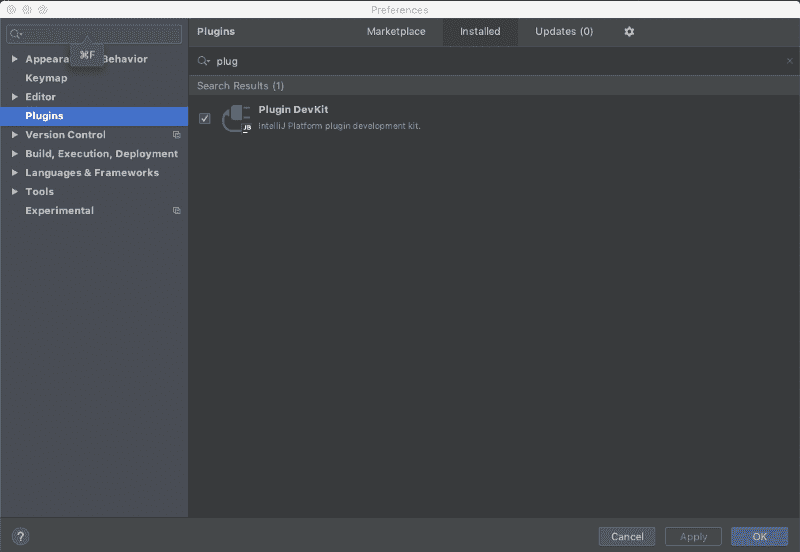 Preferences
Plugins
Marketplace
Installed
Updates (0)
⌘F
Appeara
Behavior
Keymap
Editor
Plugins
Version Control
Build, Execution, Deployment
Languages & Frameworks
Tools
Experimental
plug
Search Results (1)
Plugin DevKit
IntelliJ Platform plugin development kit.
JB
?
Cancel
Apply
OK